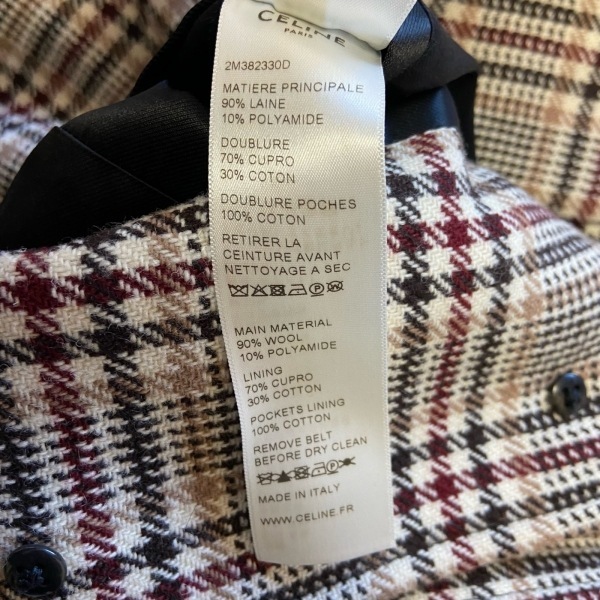 CELINE
PARIS
2M382330D
MATIERE PRINCIPALE
90% LAINE
10% POLYAMIDE
DOUBLURE
70% CUPRO
30% COTON
DOUBLURE POCHES
100% COTON
RETIRER LA
CEINTURE AVANT
NETTOYAGE A SEC
MAIN MATERIAL
90% WOOL
10% POLYAMIDE
LINING
70% CUPRO
30% COTTON
POCKETS LINING
100% COTTON
REMOVE BELT
BEFORE DRY CLEAN
MADE IN ITALY
WWW.CELINE.FR